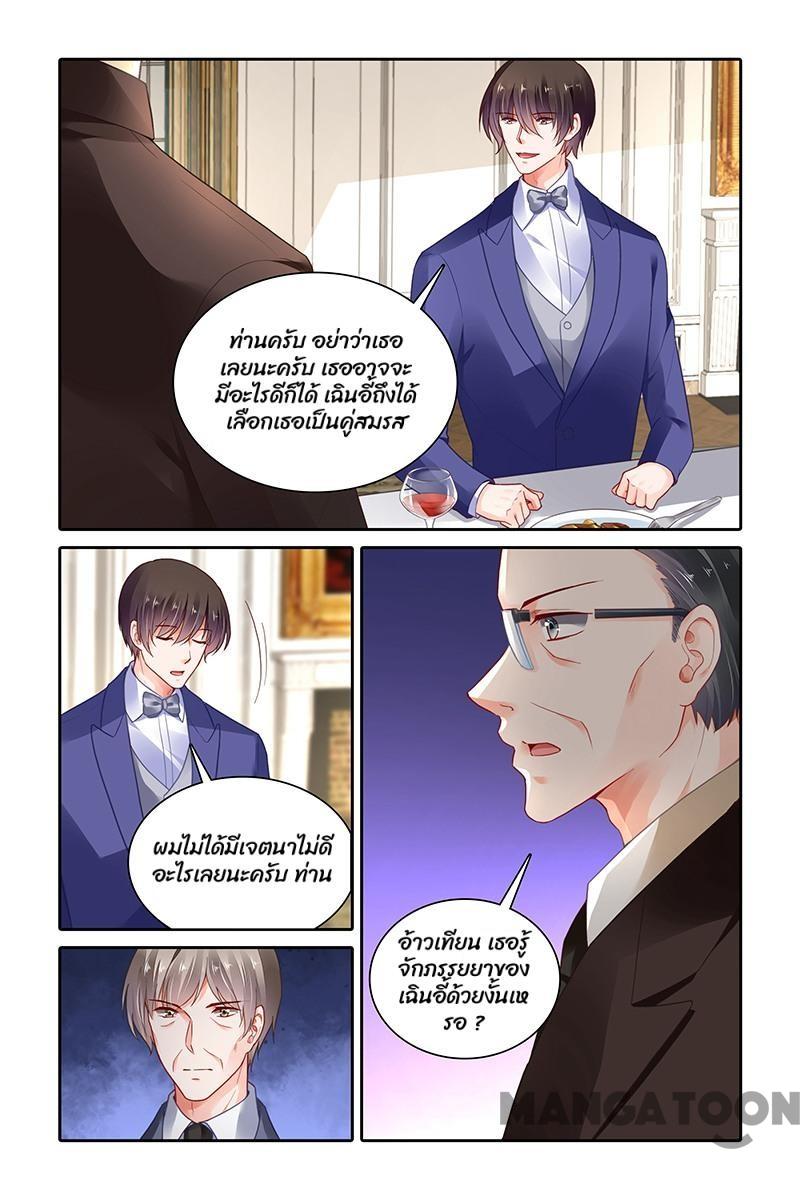 ท่านครับ อย่าว่าเธอ
เลยนะครับ เธออาจจะ
มีอะไรดีก็ได้ เฉินอี้ถึงได้
เลือกเธอเป็นคู่สมรส
ผมไม่ได้มีเจตนาไม่ดี
อะไรเลยนะครับ ท่าน
อ้าวเทียน เธอรู้
จักภรรยาของ
เฉินอี้ด้วยงั้นเห
รอ ?
MANGATOON